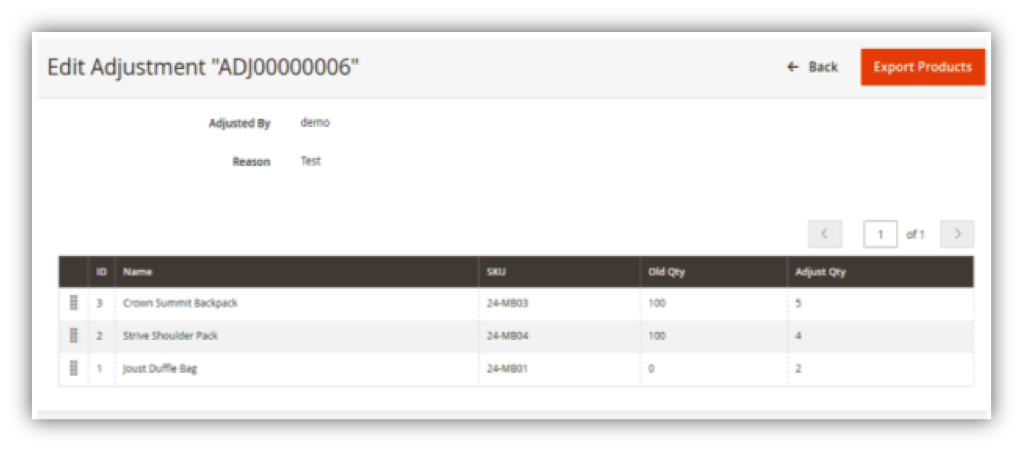 Edit Adjustment "ADJ00000006"
← Back
Export Products
Adjusted By demo
Reason Test
< 1 of 1 >
ID Name SKU Old Qty Adjust Qty
3 Crown Summit Backpack 24-MB03 100 5
2 Strive Shoulder Pack 24-MB04 100 4
1 Joust Duffle Bag 24-MB01 0 2